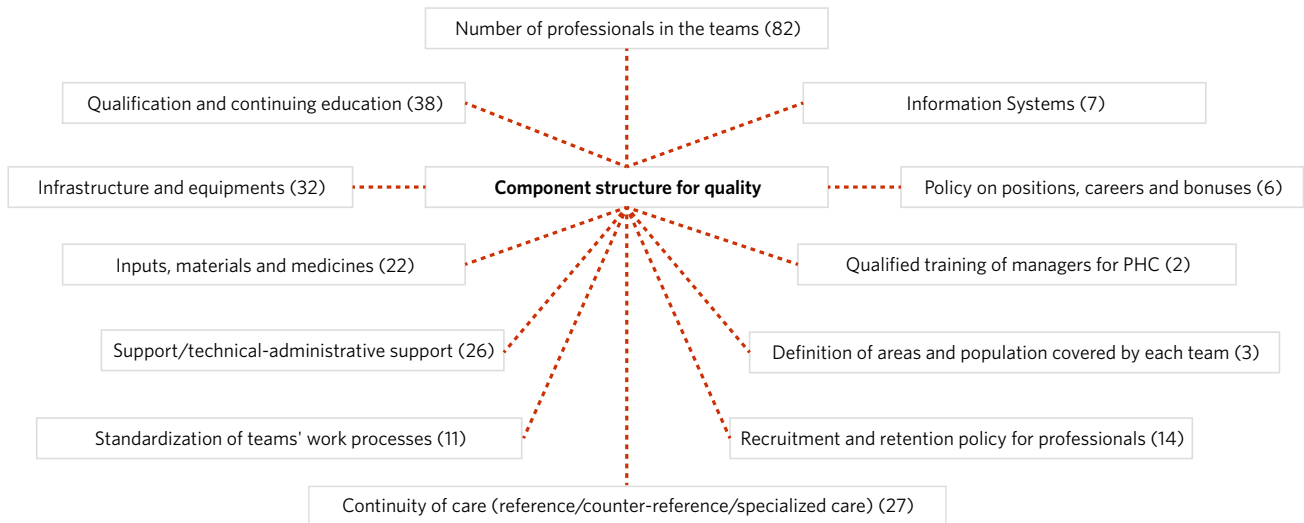 Number of professionals in the teams (82)
Qualification and continuing education (38)
Information Systems (7)
Infrastructure and equipments (32)
Component structure for quality
Policy on positions, careers and bonuses (6)
Inputs, materials and medicines (22)
Qualified training of managers for PHC (2)
Support/technical-administrative support (26)
Definition of areas and population covered by each team (3)
Standardization of teams' work processes (11)
Recruitment and retention policy for professionals (14)
Continuity of care (reference/counter-reference/specialized care) (27)